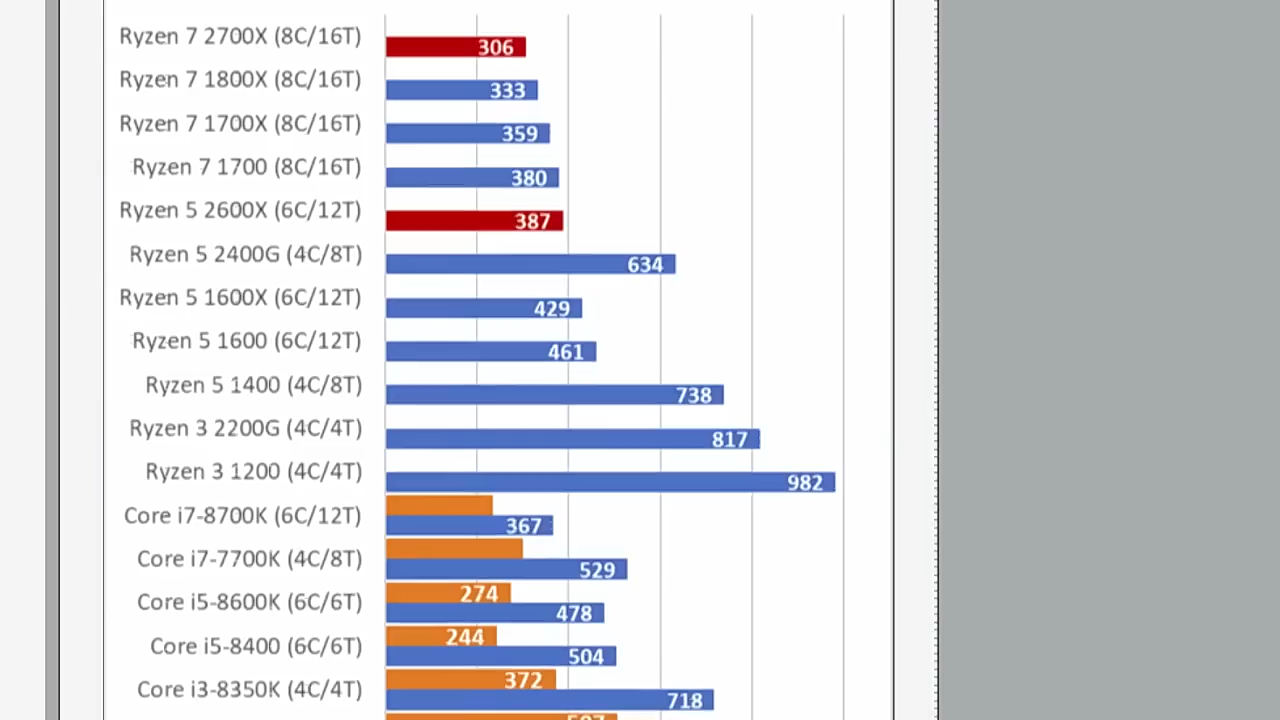 Ryzen 7 2700X (8C/16T) 306
Ryzen 7 1800X (8C/16T) 333
Ryzen 7 1700X (8C/16T) 359
Ryzen 7 1700 (8C/16T) 380
Ryzen 5 2600X (6C/12T) 387
Ryzen 5 2400G (4C/8T) 634
Ryzen 5 1600X (6C/12T) 429
Ryzen 5 1600 (6C/12T) 461
Ryzen 5 1400 (4C/8T) 738
Ryzen 3 2200G (4C/4T) 817
Ryzen 3 1200 (4C/4T) 982
Core i7-8700K (6C/12T) 367
Core i7-7700K (4C/8T) 529
274
Core i5-8600K (6C/6T) 478
244
Core i5-8400 (6C/6T) 504
372
Core i3-8350K (4C/4T) 718